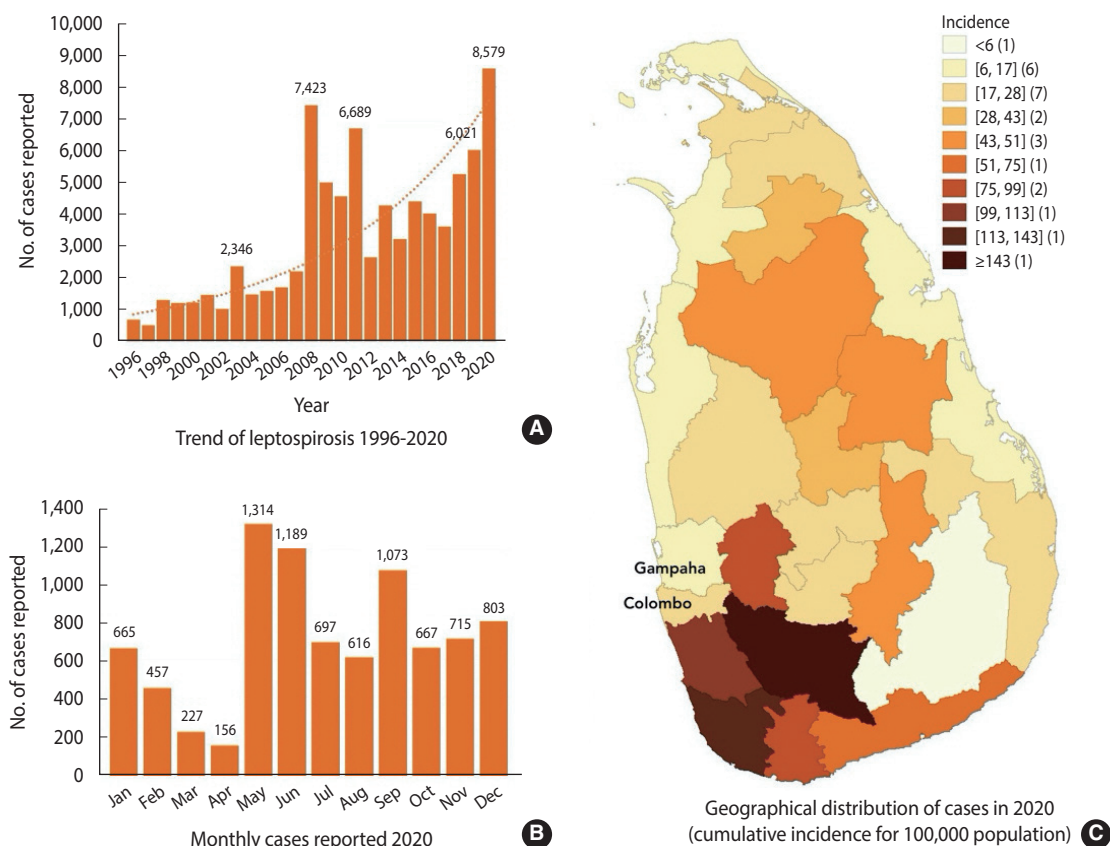 10,000
9,000
8,000
7,000
6,000
5,000
4,000
3,000
2,000
1,000
0
No. of cases reported
2,346
7,423
6,689
6,021
8,579
1996
1998
2000
2002
2004
2006
2008
2010
2012
2014
2016
2018
2020
Year
Trend of leptospirosis 1996-2020
A
1,400
1,200
1,000
800
600
400
200
0
No. of cases reported
665
457
227
156
1,314
1,189
697
616
1,073
667
715
803
Jan
Feb
Mar
Apr
May
Jun
Jul
Aug
Sep
Oct
Nov
Dec
Monthly cases reported 2020
B
Incidence
<6 (1)
[6, 17] (6)
[17, 28] (7)
[28, 43] (2)
[43, 51] (3)
[51, 75] (1)
[75, 99] (2)
[99, 113] (1)
[113, 143] (1)
≥143 (1)
Gampaha
Colombo
Geographical distribution of cases in 2020
(cumulative incidence for 100,000 population)
C